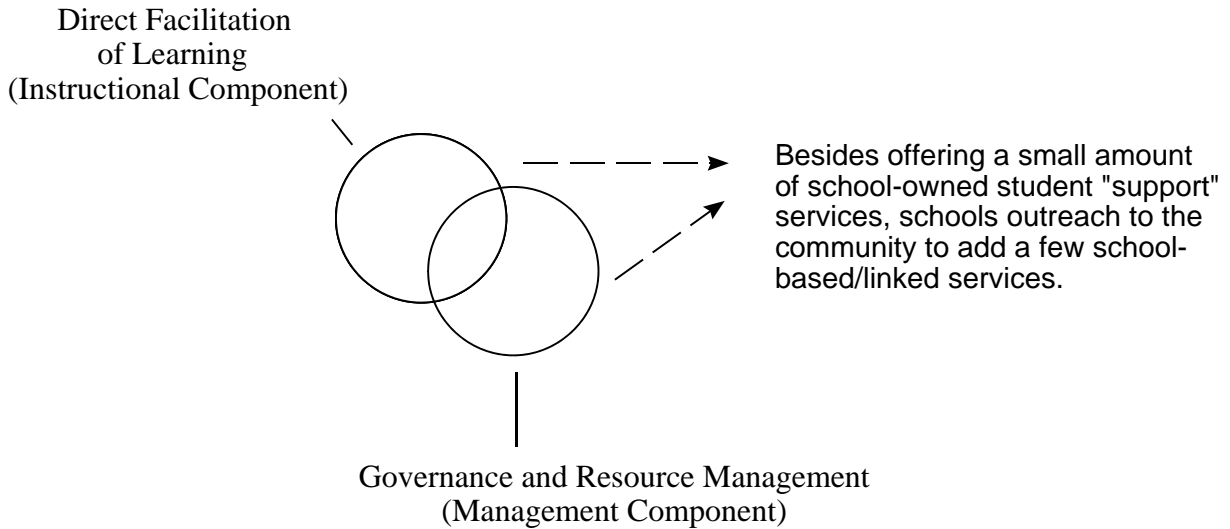 Direct Facilitation
of Learning
(Instructional Component)
Besides offering a small amount
of school-owned student "support"
services, schools outreach to the
community to add a few school-
based/linked services.
Governance and Resource Management
(Management Component)